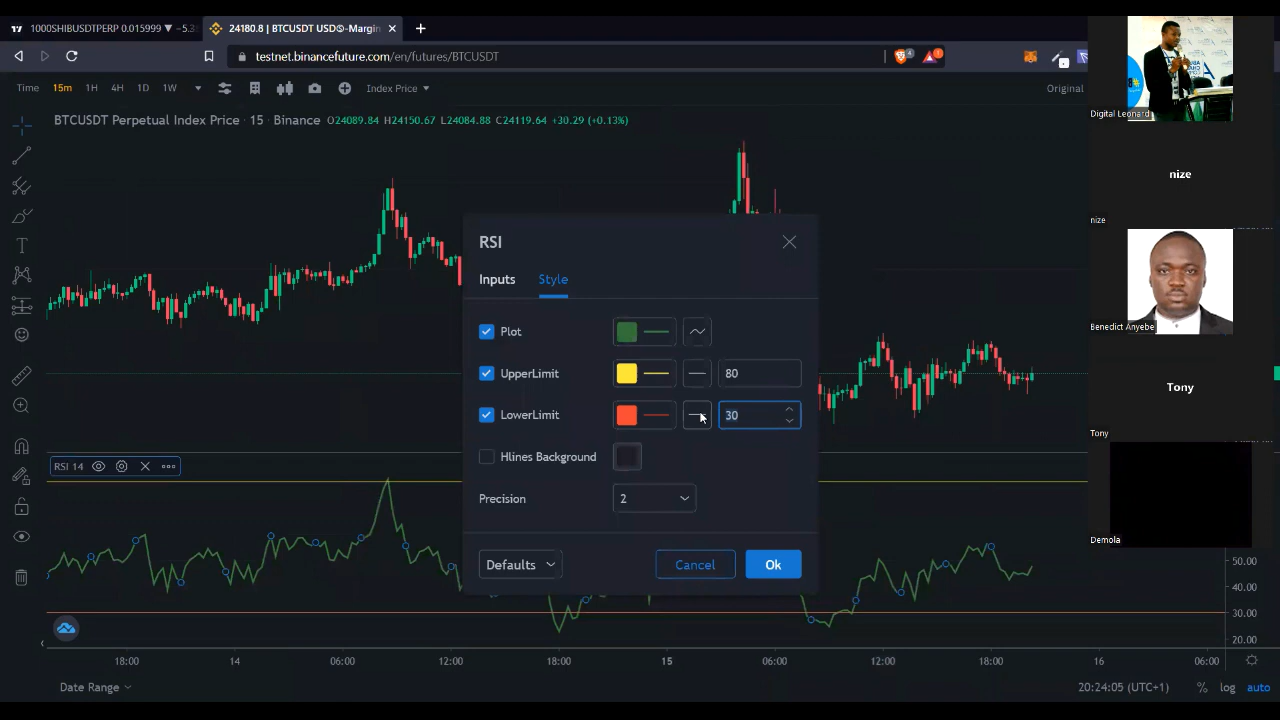 1000SHIBUSDTPERP 0.015999 ▼ −5.3
24180.8 | BTCUSDT USDⓈ-Margin
testnet.binancefuture.com/en/futures/BTCUSDT
Time 15m 1H 4H 1D 1W Index Price Original
BTCUSDT Perpetual Index Price · 15 · Binance O24089.84 H24150.67 L24084.88 C24119.64 +30.29 (+0.13%)
Digital Leonard
nize
nize
Benedict Anyebe
Tony
Tony
Demola
RSI
Inputs Style
Plot
UpperLimit 80
LowerLimit 30
Hlines Background
Precision 2
Defaults Cancel Ok
RSI 14
50.00
40.00
30.00
20.00
18:00 14 06:00 12:00 18:00 15 06:00 12:00 18:00 16 06:00
Date Range 20:24:05 (UTC+1) % log auto